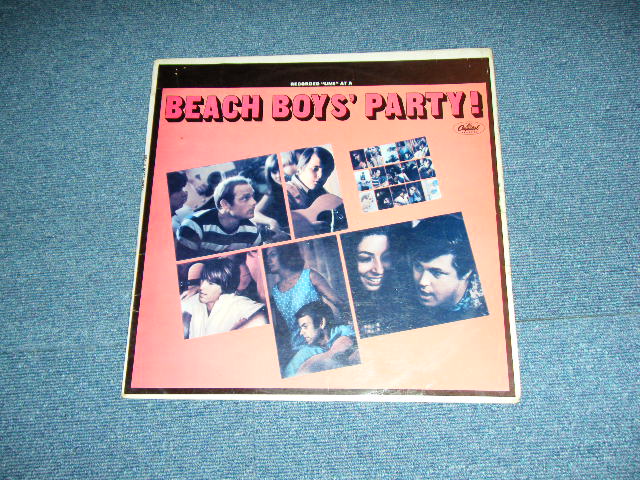 RECORDED "LIVE" AT A
BEACH BOYS' PARTY!
Capitol